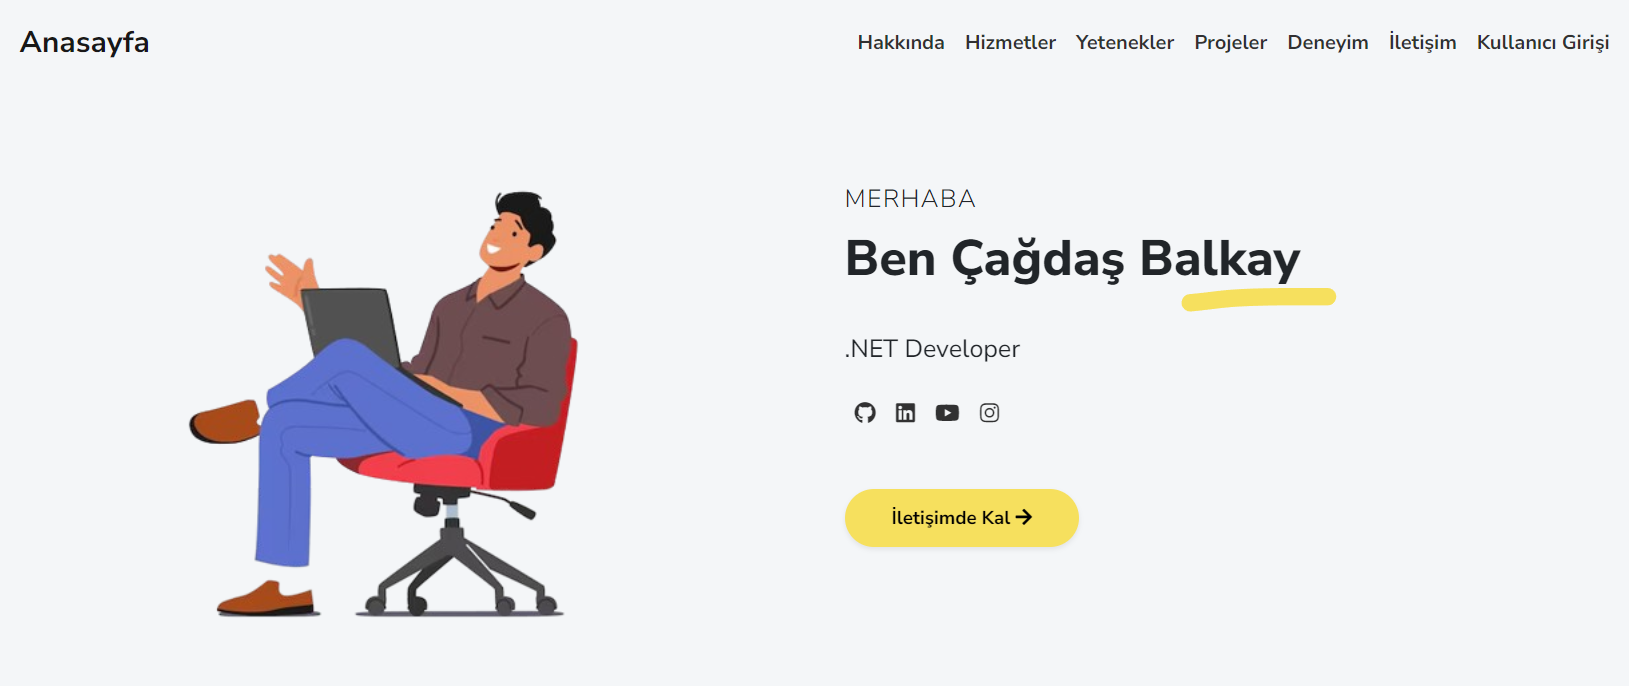 Anasayfa
Hakkında Hizmetler Yetenekler Projeler Deneyim İletişim Kullanıcı Girişi
MERHABA
Ben Çağdaş Balkay
.NET Developer
İletişimde Kal